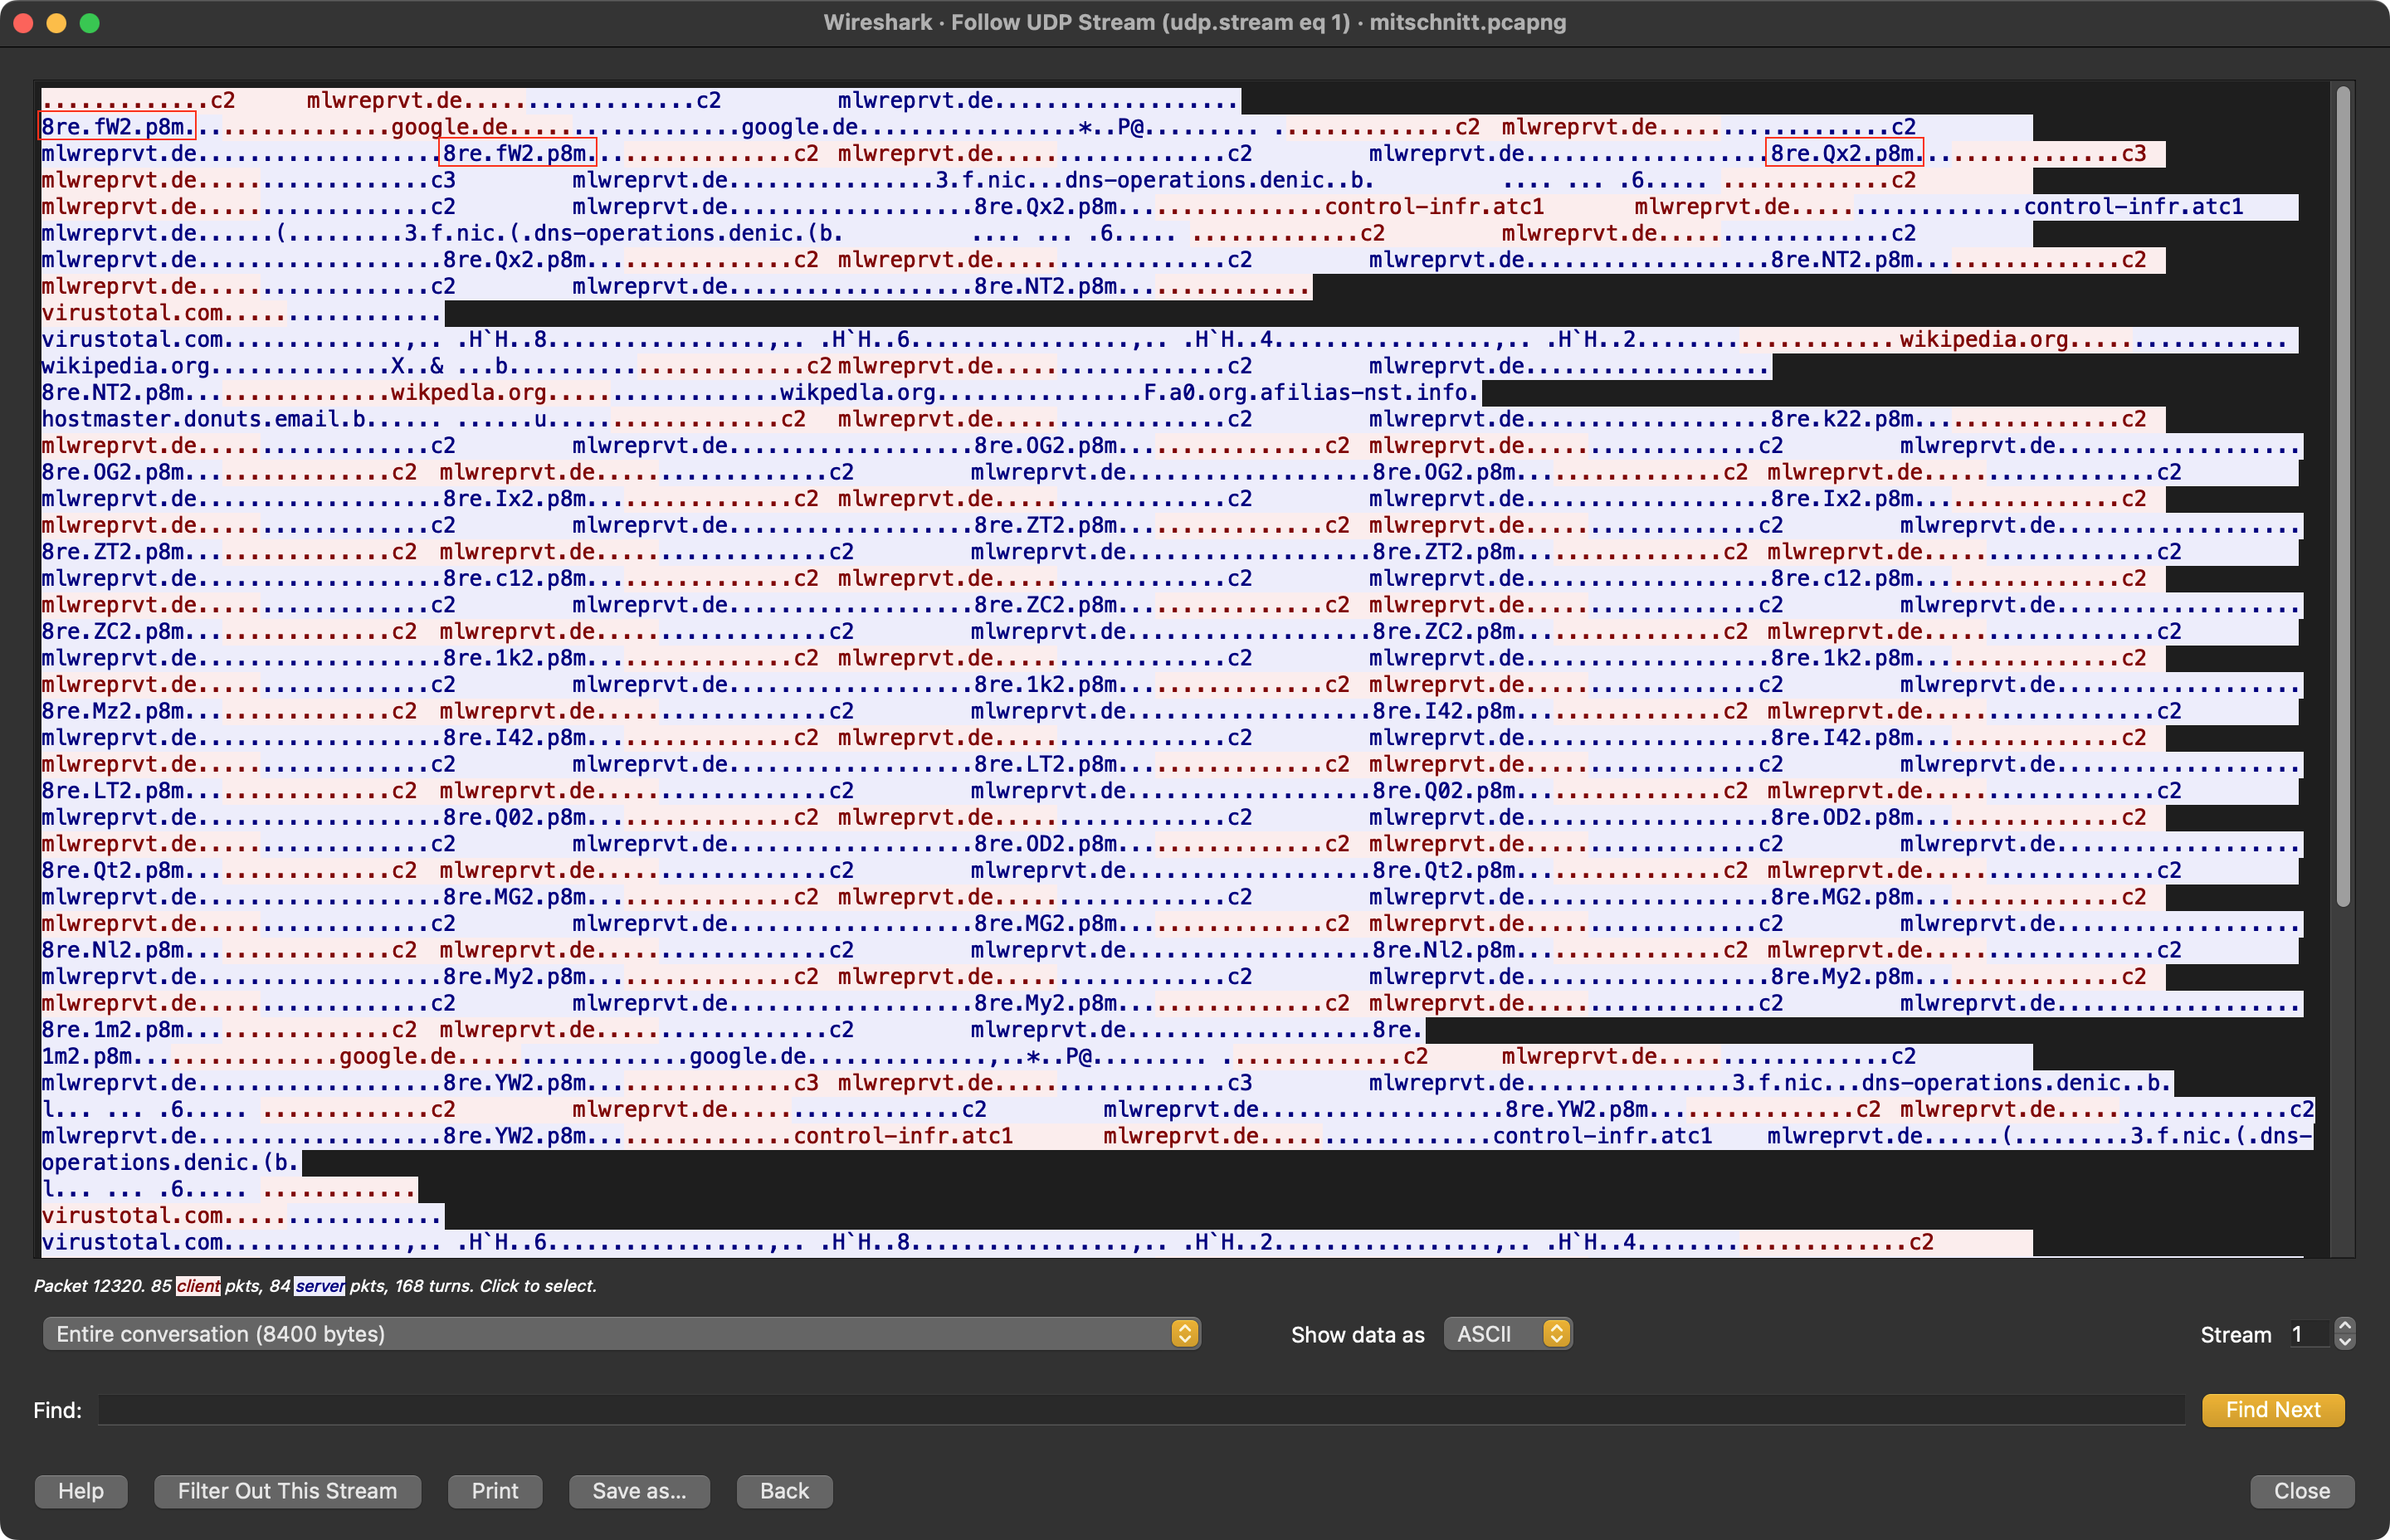 Wireshark · Follow UDP Stream (udp.stream eq 1) · mitschnitt.pcapng
.............c2 mlwreprvt.de..................c2 mlwreprvt.de...................
8re.fW2.p8m................google.de..................google.de.................*..P@......... ..............c2 mlwreprvt.de..................c2
mlwreprvt.de...................8re.fW2.p8m................c2 mlwreprvt.de..................c2 mlwreprvt.de...................8re.Qx2.p8m................c3
mlwreprvt.de..................c3 mlwreprvt.de................3.f.nic...dns-operations.denic..b. .... ... .6..... .............c2
mlwreprvt.de..................c2 mlwreprvt.de...................8re.Qx2.p8m................control-infr.atc1 mlwreprvt.de..................control-infr.atc1
mlwreprvt.de......(.........3.f.nic.(.dns-operations.denic.(b. .... ... .6..... .............c2 mlwreprvt.de..................c2
mlwreprvt.de...................8re.Qx2.p8m................c2 mlwreprvt.de..................c2 mlwreprvt.de...................8re.NT2.p8m................c2
mlwreprvt.de..................c2 mlwreprvt.de...................8re.NT2.p8m...............
virustotal.com.................
virustotal.com..............,.. .H`H..8.................,.. .H`H..6.................,.. .H`H..4.................,.. .H`H..2.................... wikipedia.org.................
wikipedia.org..............X..& ...b........................c2 mlwreprvt.de..................c2 mlwreprvt.de...................
8re.NT2.p8m................wikpedla.org..................wikpedla.org................F.a0.org.afilias-nst.info.
hostmaster.donuts.email.b...... ......u..................c2 mlwreprvt.de..................c2 mlwreprvt.de...................8re.k22.p8m................c2
mlwreprvt.de..................c2 mlwreprvt.de...................8re.OG2.p8m................c2 mlwreprvt.de..................c2 mlwreprvt.de...................
8re.OG2.p8m................c2 mlwreprvt.de..................c2 mlwreprvt.de...................8re.OG2.p8m................c2 mlwreprvt.de..................c2
mlwreprvt.de...................8re.Ix2.p8m................c2 mlwreprvt.de..................c2 mlwreprvt.de...................8re.Ix2.p8m................c2
mlwreprvt.de..................c2 mlwreprvt.de...................8re.ZT2.p8m................c2 mlwreprvt.de..................c2 mlwreprvt.de...................
8re.ZT2.p8m................c2 mlwreprvt.de..................c2 mlwreprvt.de...................8re.ZT2.p8m................c2 mlwreprvt.de..................c2
mlwreprvt.de...................8re.c12.p8m................c2 mlwreprvt.de..................c2 mlwreprvt.de...................8re.c12.p8m................c2
mlwreprvt.de..................c2 mlwreprvt.de...................8re.ZC2.p8m................c2 mlwreprvt.de..................c2 mlwreprvt.de...................
8re.ZC2.p8m................c2 mlwreprvt.de..................c2 mlwreprvt.de...................8re.ZC2.p8m................c2 mlwreprvt.de..................c2
mlwreprvt.de...................8re.1k2.p8m................c2 mlwreprvt.de..................c2 mlwreprvt.de...................8re.1k2.p8m................c2
mlwreprvt.de..................c2 mlwreprvt.de...................8re.1k2.p8m................c2 mlwreprvt.de..................c2 mlwreprvt.de...................
8re.Mz2.p8m................c2 mlwreprvt.de..................c2 mlwreprvt.de...................8re.I42.p8m................c2 mlwreprvt.de..................c2
mlwreprvt.de...................8re.I42.p8m................c2 mlwreprvt.de..................c2 mlwreprvt.de...................8re.I42.p8m................c2
mlwreprvt.de..................c2 mlwreprvt.de...................8re.LT2.p8m................c2 mlwreprvt.de..................c2 mlwreprvt.de...................
8re.LT2.p8m................c2 mlwreprvt.de..................c2 mlwreprvt.de...................8re.Q02.p8m................c2 mlwreprvt.de..................c2
mlwreprvt.de...................8re.Q02.p8m................c2 mlwreprvt.de..................c2 mlwreprvt.de...................8re.OD2.p8m................c2
mlwreprvt.de..................c2 mlwreprvt.de...................8re.OD2.p8m................c2 mlwreprvt.de..................c2 mlwreprvt.de...................
8re.Qt2.p8m................c2 mlwreprvt.de..................c2 mlwreprvt.de...................8re.Qt2.p8m................c2 mlwreprvt.de..................c2
mlwreprvt.de...................8re.MG2.p8m................c2 mlwreprvt.de..................c2 mlwreprvt.de...................8re.MG2.p8m................c2
mlwreprvt.de..................c2 mlwreprvt.de...................8re.MG2.p8m................c2 mlwreprvt.de..................c2 mlwreprvt.de...................
8re.Nl2.p8m................c2 mlwreprvt.de..................c2 mlwreprvt.de...................8re.Nl2.p8m................c2 mlwreprvt.de..................c2
mlwreprvt.de...................8re.My2.p8m................c2 mlwreprvt.de..................c2 mlwreprvt.de...................8re.My2.p8m................c2
mlwreprvt.de..................c2 mlwreprvt.de...................8re.My2.p8m................c2 mlwreprvt.de..................c2 mlwreprvt.de...................
8re.1m2.p8m................c2 mlwreprvt.de..................c2 mlwreprvt.de...................8re.
1m2.p8m................google.de..................google.de..............,..*..P@......... ..............c2 mlwreprvt.de..................c2
mlwreprvt.de...................8re.YW2.p8m................c3 mlwreprvt.de..................c3 mlwreprvt.de................3.f.nic...dns-operations.denic..b.
l... ... .6..... .............c2 mlwreprvt.de..................c2 mlwreprvt.de...................8re.YW2.p8m................c2 mlwreprvt.de..................c2
mlwreprvt.de...................8re.YW2.p8m................control-infr.atc1 mlwreprvt.de..................control-infr.atc1 mlwreprvt.de......(.........3.f.nic.(.dns-
operations.denic.(b.
l... ... .6..... ............
virustotal.com.................
virustotal.com..............,.. .H`H..6.................,.. .H`H..8.................,.. .H`H..2.................,.. .H`H..4.....................c2
Packet 12320. 85 client pkts, 84 server pkts, 168 turns. Click to select.
Entire conversation (8400 bytes) Show data as ASCII Stream 1
Find: Find Next
Help Filter Out This Stream Print Save as... Back Close